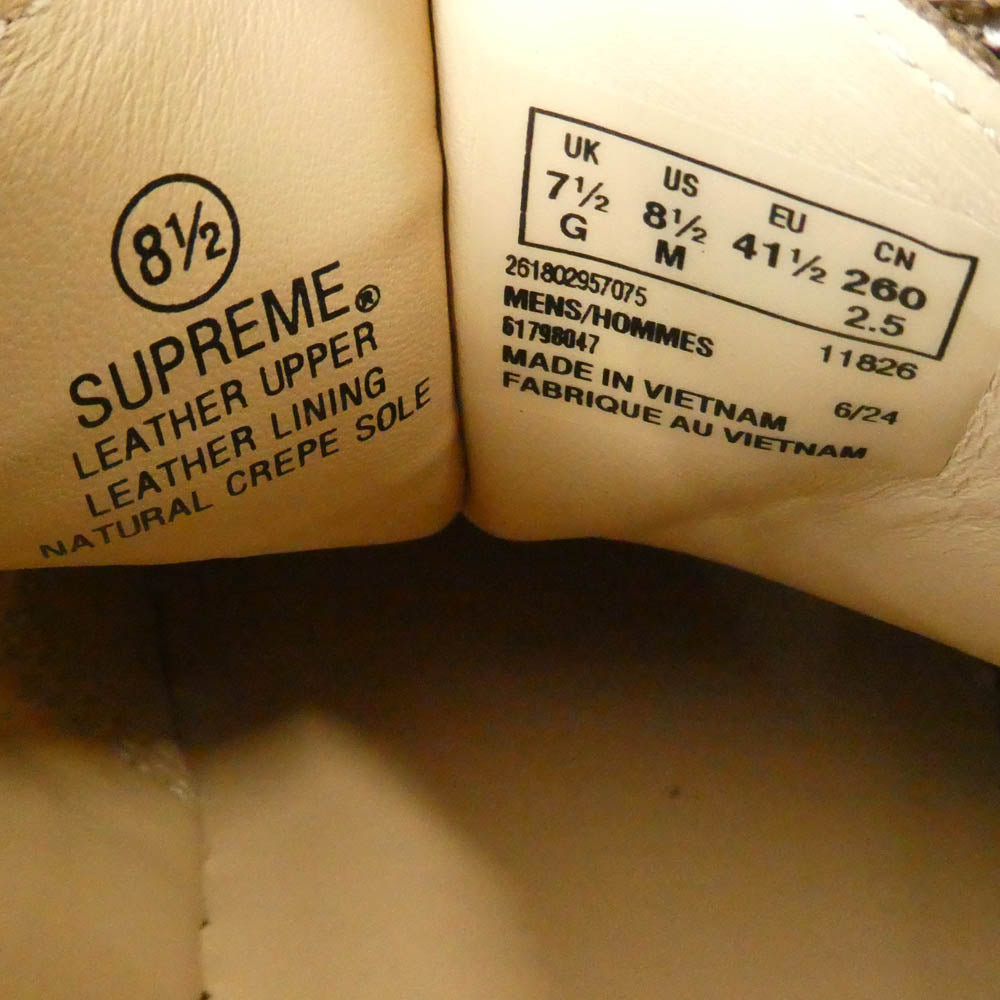 8½
SUPREME®
LEATHER UPPER
LEATHER LINING
NATURAL CREPE SOLE
UK US EU CN
7½ 8½ 41½ 260
G M 2.5
261802957075 11826
MENS/HOMMES
61798047
MADE IN VIETNAM 6/24
FABRIQUE AU VIETNAM